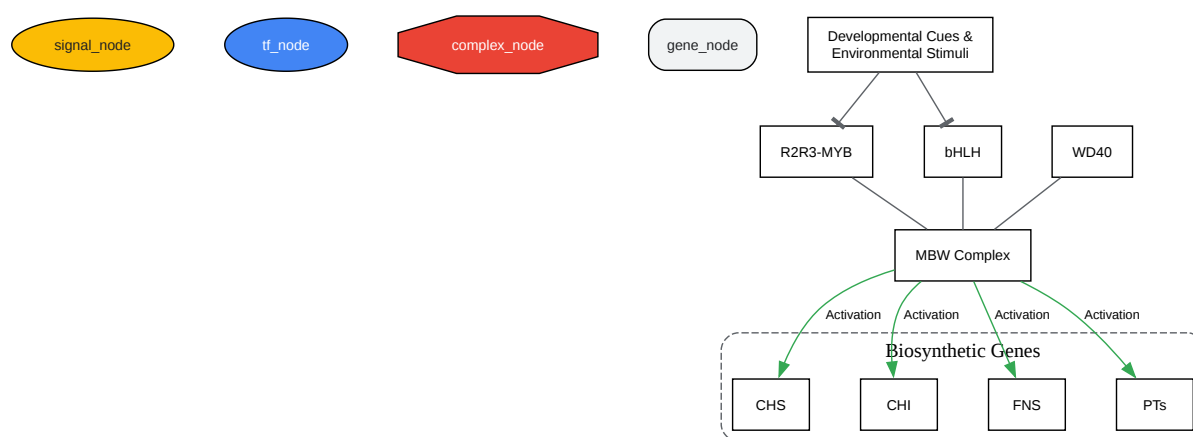 signal_node
tf_node
complex_node
gene_node
Developmental Cues &
Environmental Stimuli
R2R3-MYB
bHLH
WD40
MBW Complex
Activation
Activation
Activation
Activation
Biosynthetic Genes
CHS
CHI
FNS
PTs